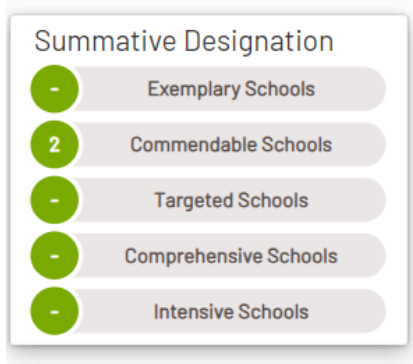 Summative Designation
- Exemplary Schools
2 Commendable Schools
- Targeted Schools
- Comprehensive Schools
- Intensive Schools